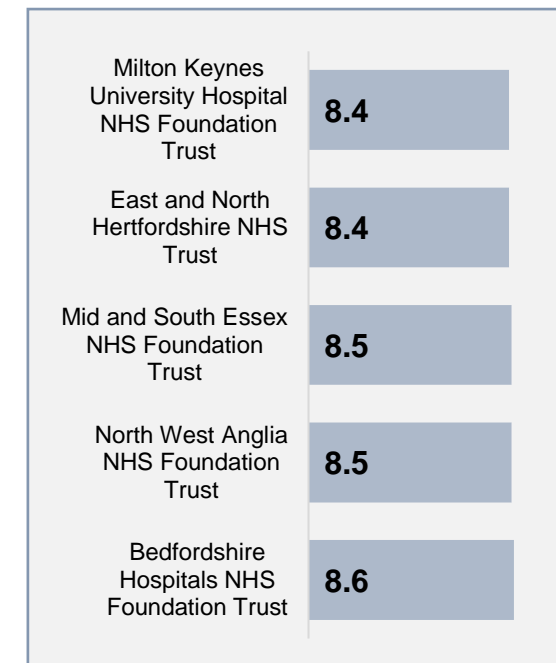 Milton Keynes
University Hospital
NHS Foundation
Trust
8.4
East and North
Hertfordshire NHS
Trust
8.4
Mid and South Essex
NHS Foundation
Trust
8.5
North West Anglia
NHS Foundation
Trust
8.5
Bedfordshire
Hospitals NHS
Foundation Trust
8.6